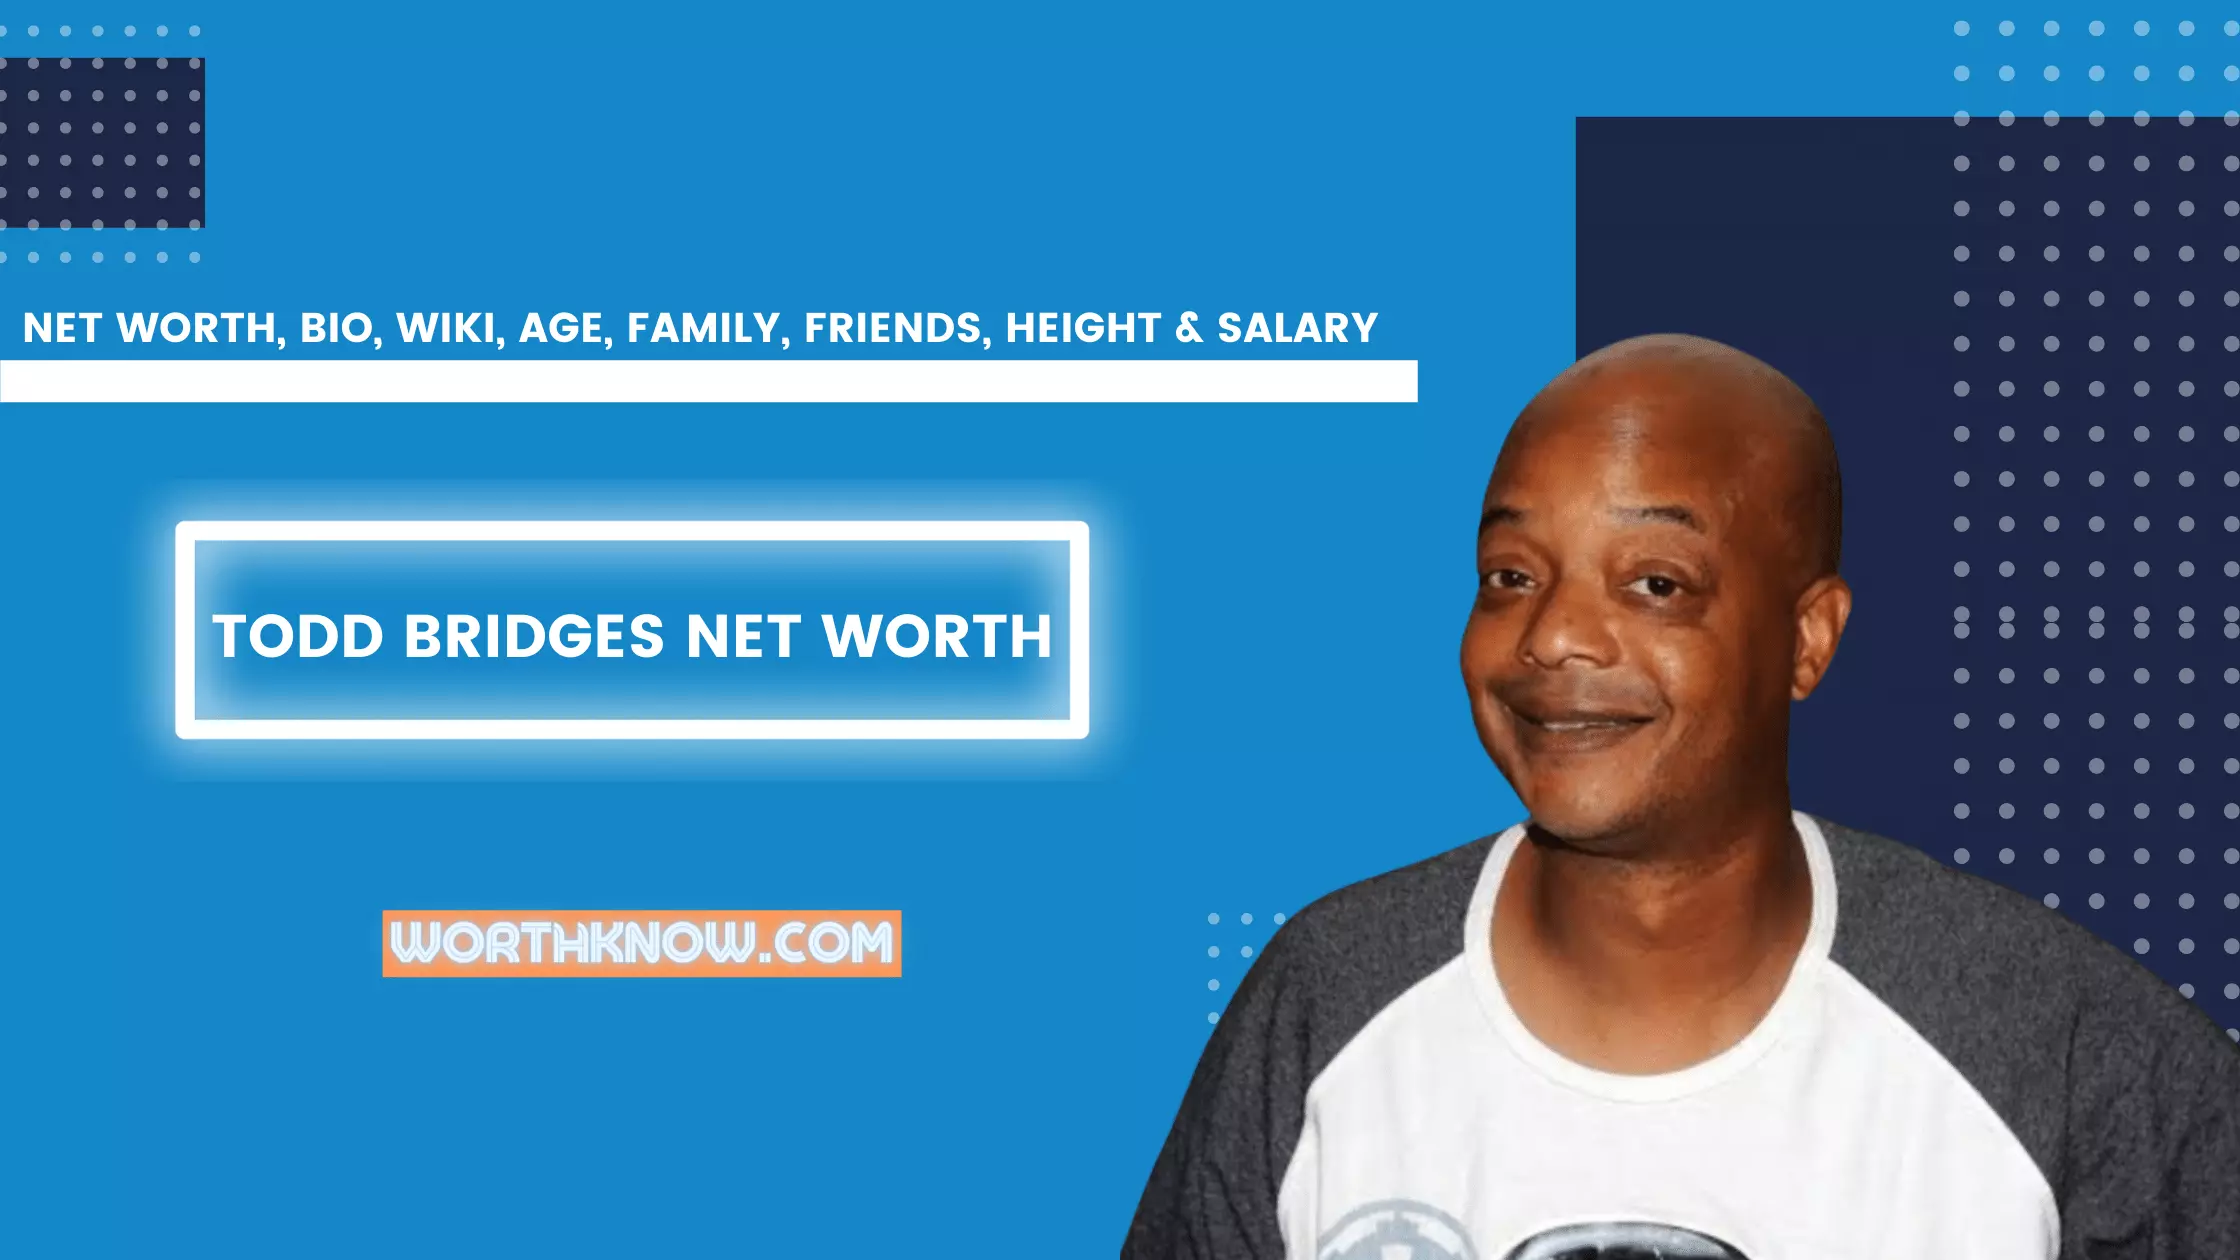 NET WORTH, BIO, WIKI, AGE, FAMILY, FRIENDS, HEIGHT & SALARY
TODD BRIDGES NET WORTH
WORTHKNOW.COM